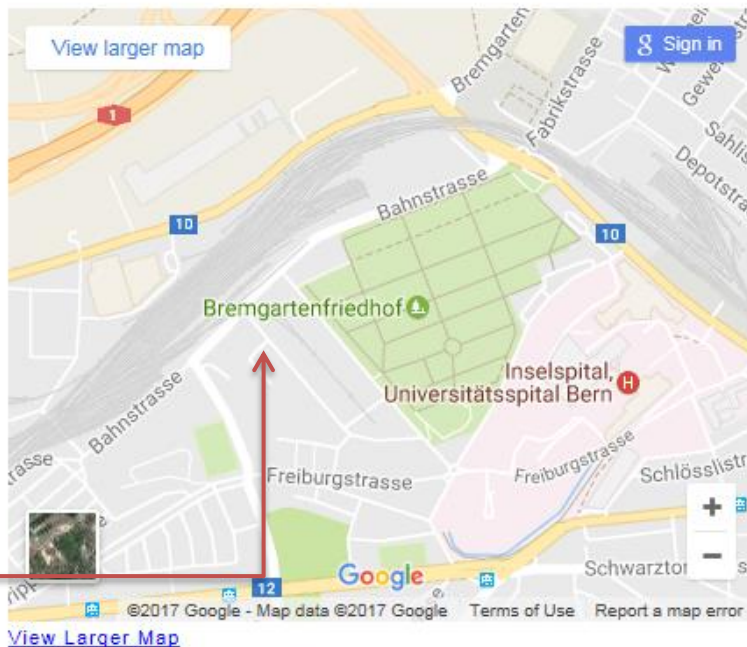 View larger map
g Sign in
Bremgarten
Fabrikstrasse
Sahlis
Depotstra
1
Bahnstrasse
10
10
Bremgartenfriedhof
Inselspital,
Universitätsspital Bern
H
Bahnstrasse
rasse
Freiburgstrasse
Freiburgstrasse
Schlösslistr
+
−
Google
12
Schwarztor
©2017 Google - Map data ©2017 Google Terms of Use Report a map error
View Larger Map